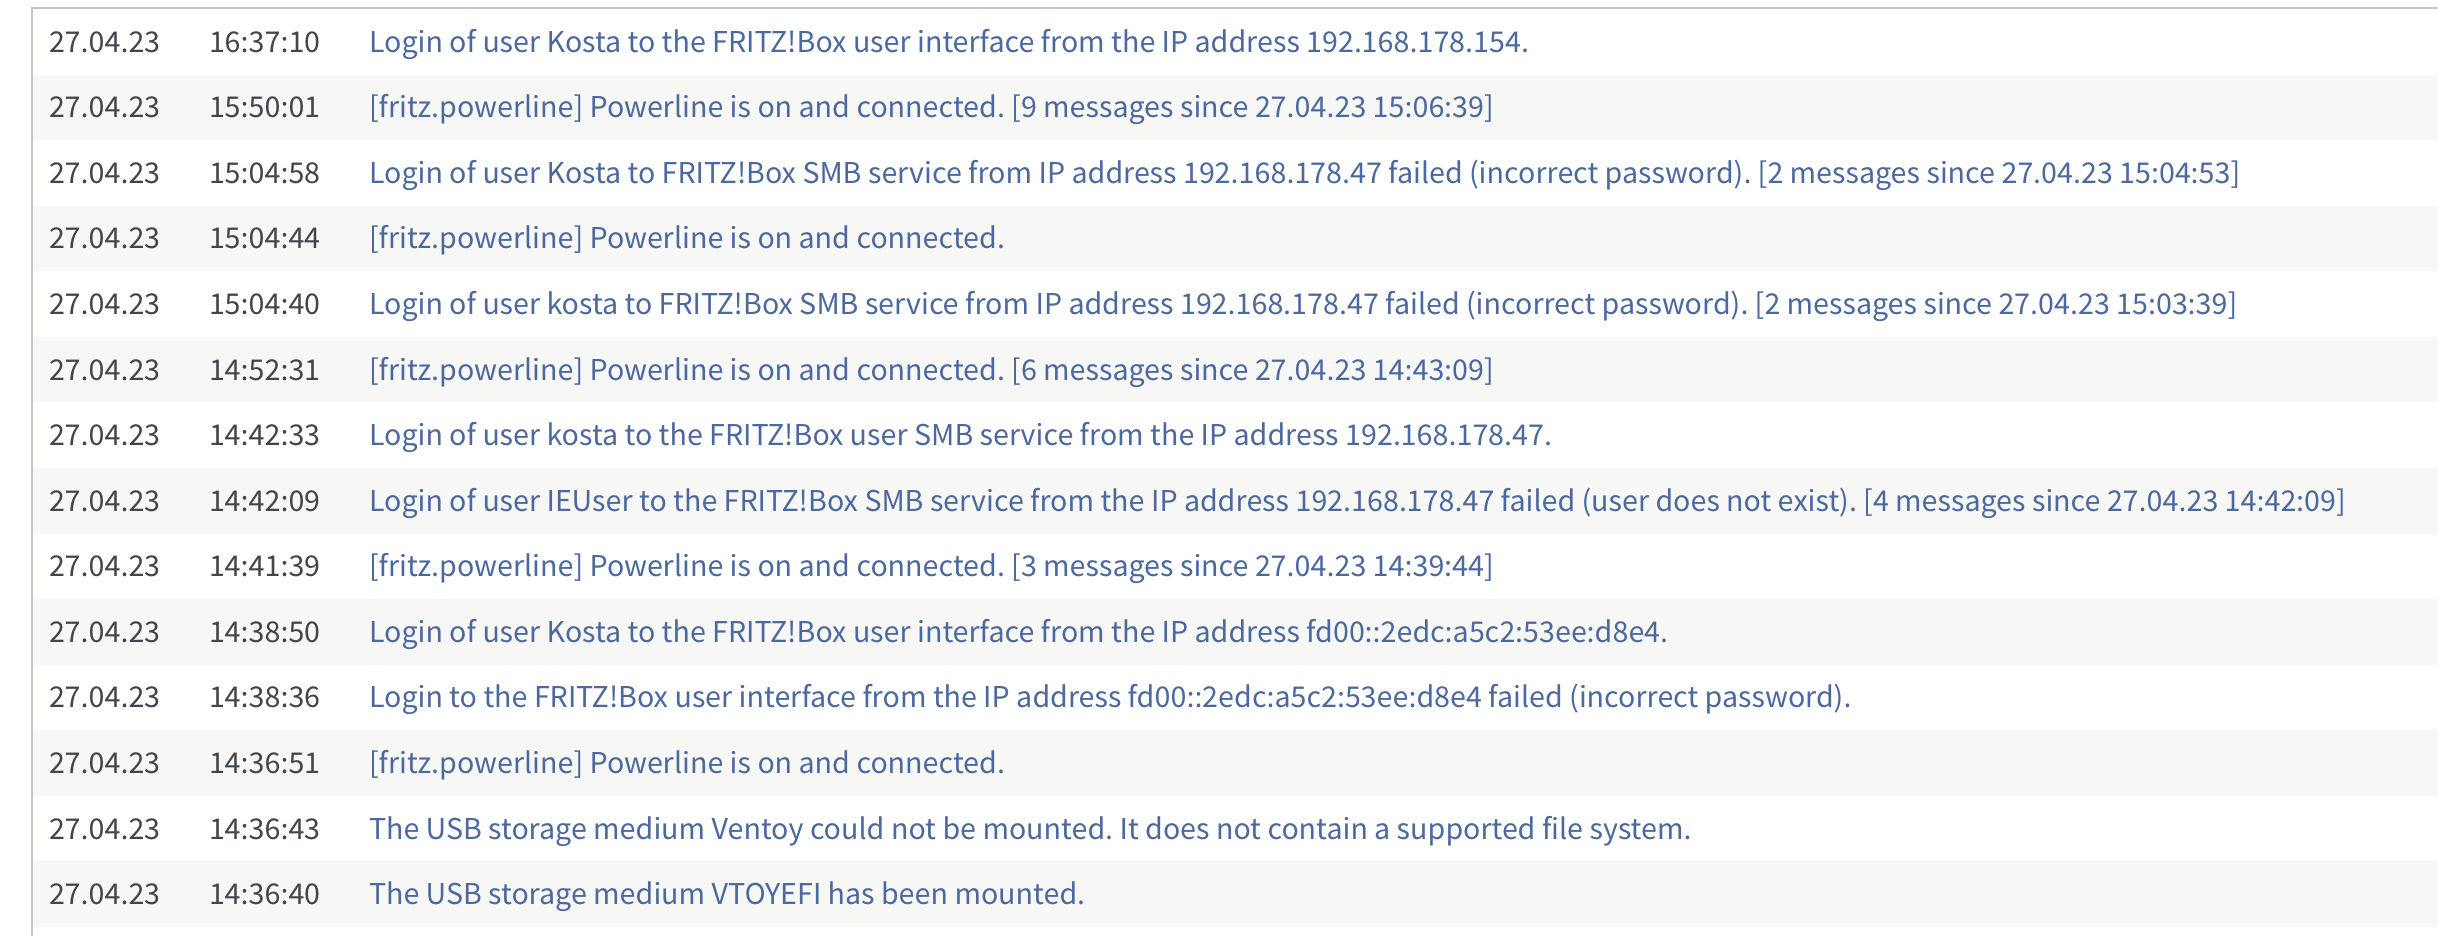 27.04.23 16:37:10 Login of user Kosta to the FRITZ!Box user interface from the IP address 192.168.178.154.
27.04.23 15:50:01 [fritz.powerline] Powerline is on and connected. [9 messages since 27.04.23 15:06:39]
27.04.23 15:04:58 Login of user Kosta to FRITZ!Box SMB service from IP address 192.168.178.47 failed (incorrect password). [2 messages since 27.04.23 15:04:53]
27.04.23 15:04:44 [fritz.powerline] Powerline is on and connected.
27.04.23 15:04:40 Login of user kosta to FRITZ!Box SMB service from IP address 192.168.178.47 failed (incorrect password). [2 messages since 27.04.23 15:03:39]
27.04.23 14:52:31 [fritz.powerline] Powerline is on and connected. [6 messages since 27.04.23 14:43:09]
27.04.23 14:42:33 Login of user kosta to the FRITZ!Box user SMB service from the IP address 192.168.178.47.
27.04.23 14:42:09 Login of user IEUser to the FRITZ!Box SMB service from the IP address 192.168.178.47 failed (user does not exist). [4 messages since 27.04.23 14:42:09]
27.04.23 14:41:39 [fritz.powerline] Powerline is on and connected. [3 messages since 27.04.23 14:39:44]
27.04.23 14:38:50 Login of user Kosta to the FRITZ!Box user interface from the IP address fd00::2edc:a5c2:53ee:d8e4.
27.04.23 14:38:36 Login to the FRITZ!Box user interface from the IP address fd00::2edc:a5c2:53ee:d8e4 failed (incorrect password).
27.04.23 14:36:51 [fritz.powerline] Powerline is on and connected.
27.04.23 14:36:43 The USB storage medium Ventoy could not be mounted. It does not contain a supported file system.
27.04.23 14:36:40 The USB storage medium VTOYEFI has been mounted.